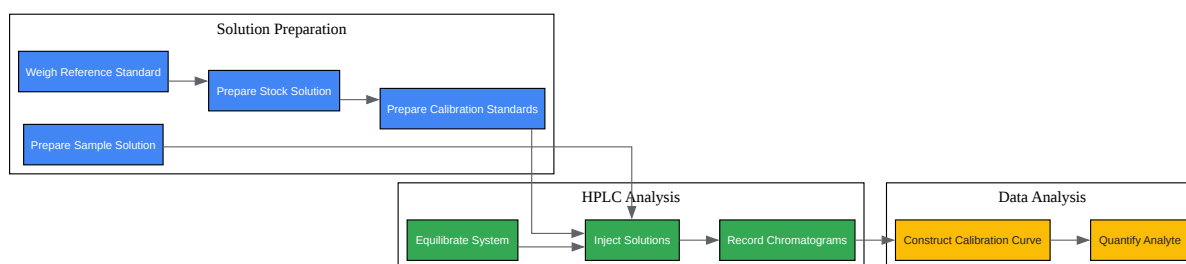 Solution Preparation
Weigh Reference Standard
Prepare Stock Solution
Prepare Calibration Standards
Prepare Sample Solution
HPLC Analysis
Equilibrate System
Inject Solutions
Record Chromatograms
Data Analysis
Construct Calibration Curve
Quantify Analyte